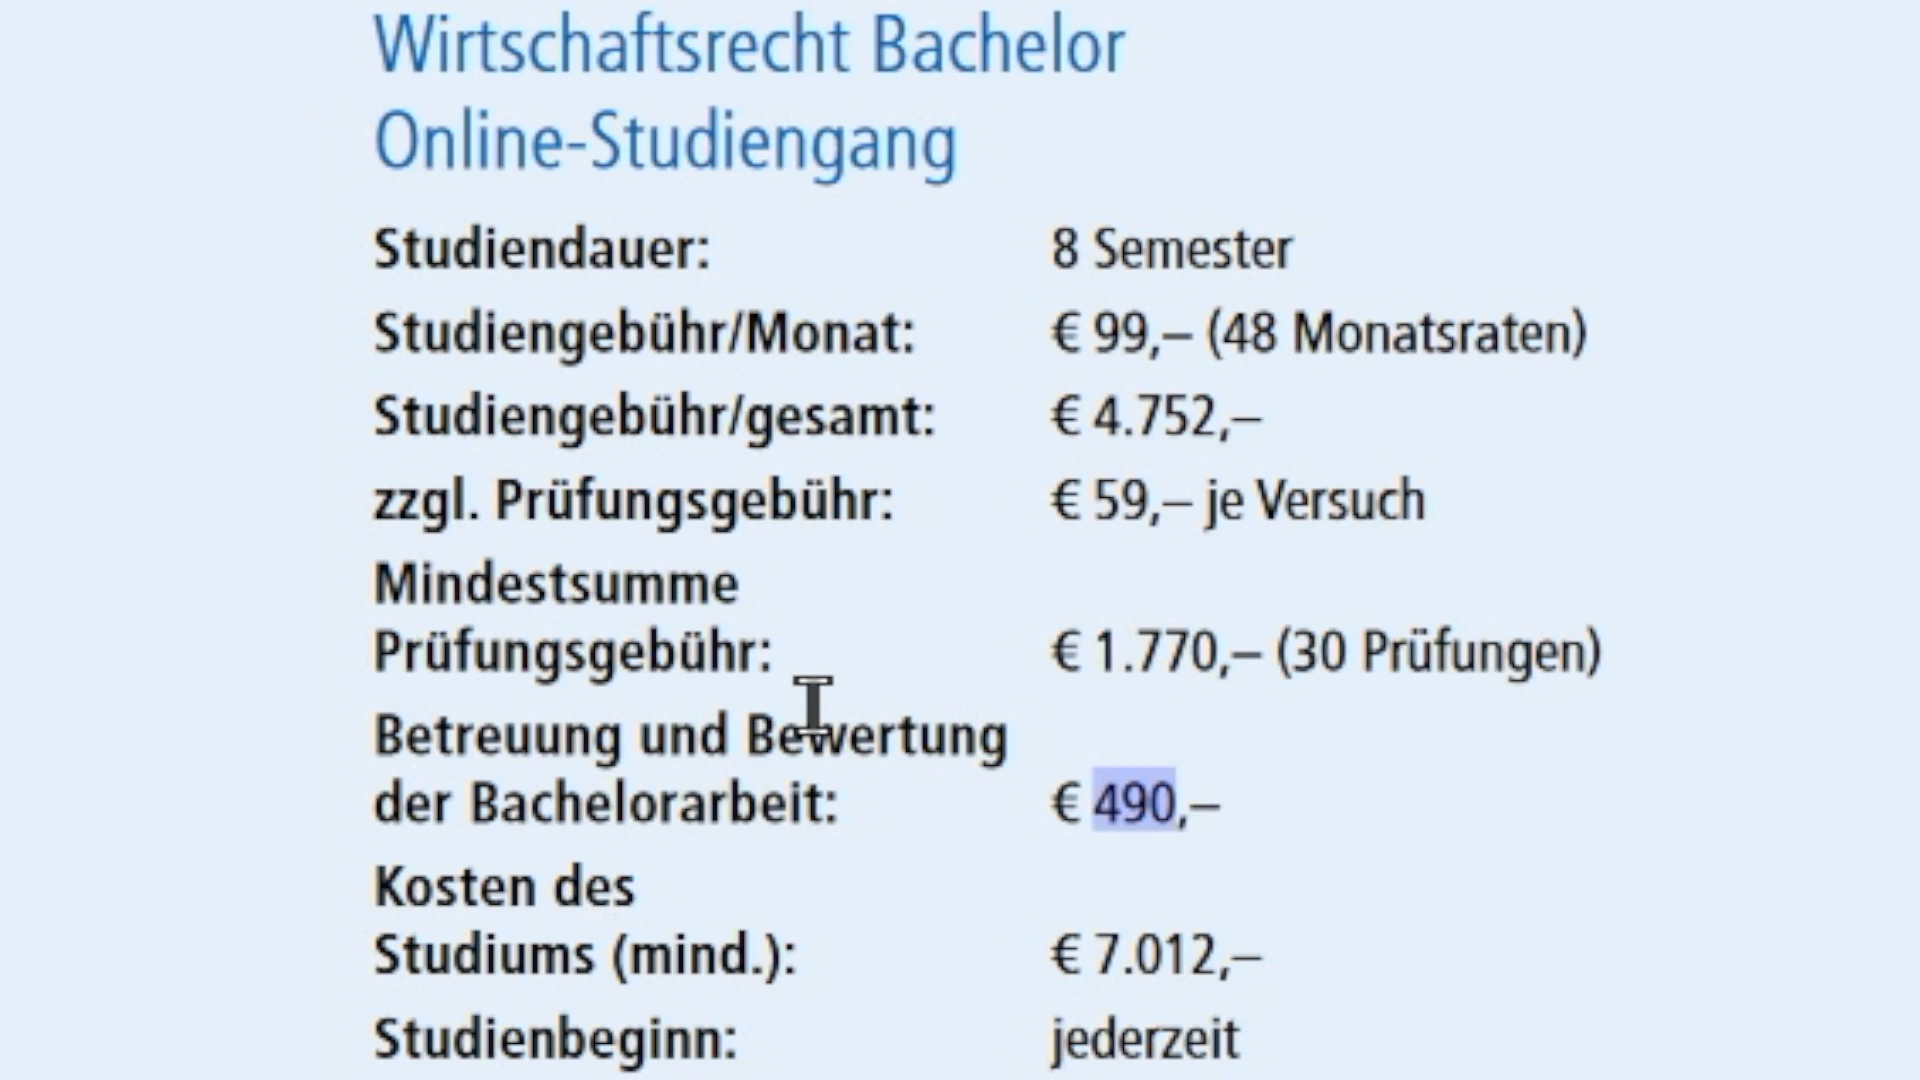 Wirtschaftsrecht Bachelor
Online-Studiengang
Studiendauer: 8 Semester
Studiengebühr/Monat: € 99,– (48 Monatsraten)
Studiengebühr/gesamt: € 4.752,–
zzgl. Prüfungsgebühr: € 59,– je Versuch
Mindestsumme
Prüfungsgebühr: € 1.770,– (30 Prüfungen)
Betreuung und Bewertung
der Bachelorarbeit: € 490,–
Kosten des
Studiums (mind.): € 7.012,–
Studienbeginn: jederzeit